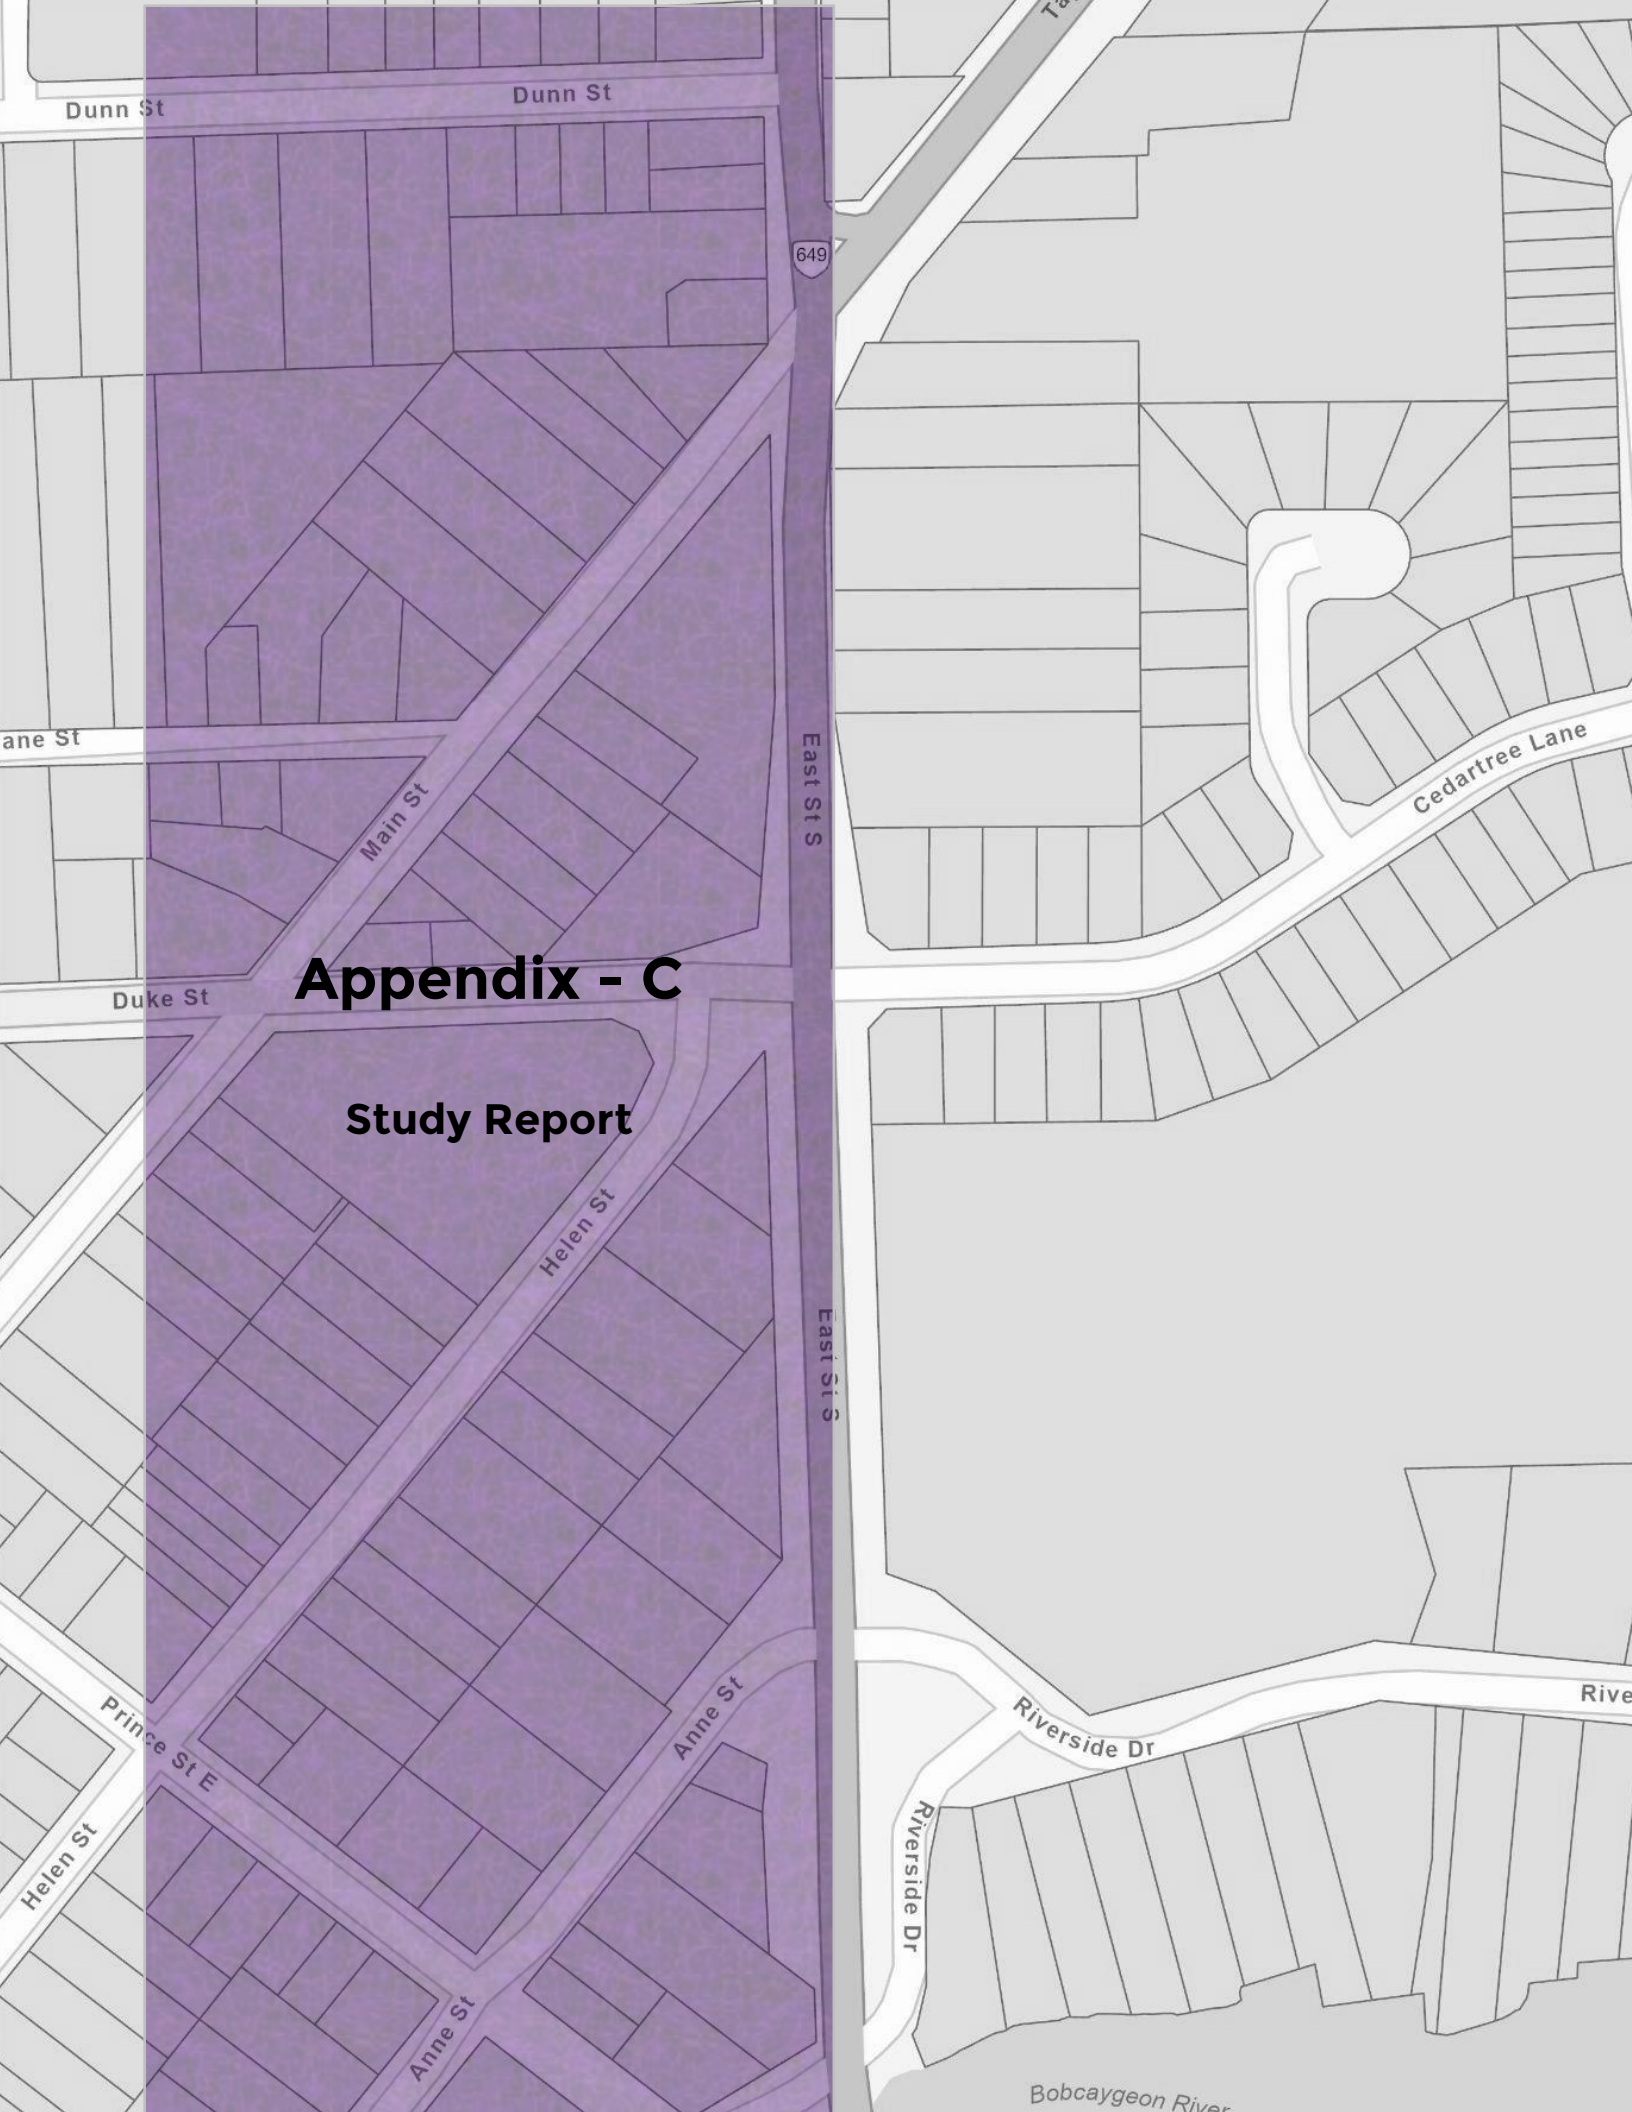 Ta
Dunn St
Dunn St
649
ane St
East St S
Cedartree Lane
Main St
Appendix - C
Duke St
Study Report
Helen St
East St S
Prince St E
Anne St
Riverside Dr
Rive
Riverside Dr
Helen St
Anne St
Bobcaygeon River